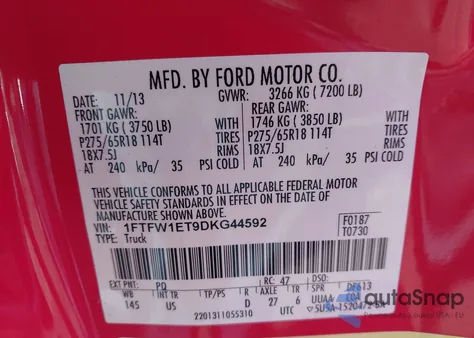 MFD. BY FORD MOTOR CO.
DATE: 11/13 GVWR: 3266 KG ( 7200 LB)
FRONT GAWR: REAR GAWR:
1701 KG ( 3750 LB) WITH 1746 KG ( 3850 LB) WITH
P275/65R18 114T TIRES P275/65R18 114T TIRES
18X7.5J RIMS 18X7.5J RIMS
AT 240 kPa/ 35 PSI COLD AT 240 kPa/ 35 PSI COLD
THIS VEHICLE CONFORMS TO ALL APPLICABLE FEDERAL MOTOR
VEHICLE SAFETY STANDARDS IN EFFECT ON THE DATE OF
MANUFACTURE SHOWN ABOVE.
VIN: 1FTFW1ET9DKG44592 F0187
TYPE: Truck T0730
EXT PNT: PQ RC: 47 DSO:
WB INT TR TP/PS R AXLE TR SPR
145 US D 27 6 UUAA
2201311055310 UTC
autoSnap